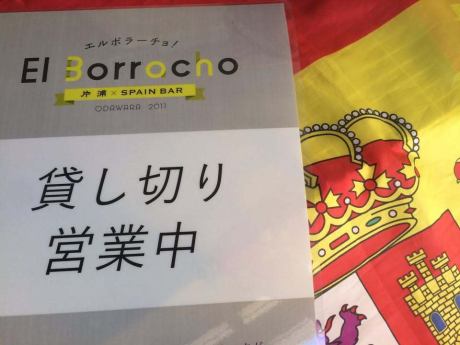 エルボラーチョ!
El Borracho
片浦×SPAIN BAR
ODAWARA 2011
貸し切り
営業中